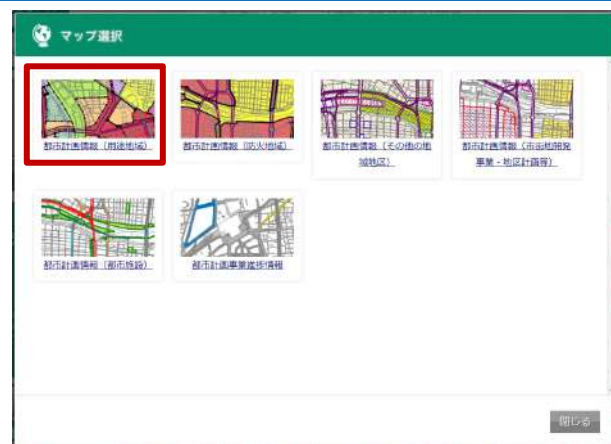 マップ選択
都市計画情報（用途地域）
都市計画情報（防火地域）
都市計画情報（その他の地
域地区）
都市計画情報（市街地開発
事業・地区計画等）
都市計画情報（都市施設）
都市計画事業進捗情報
閉じる